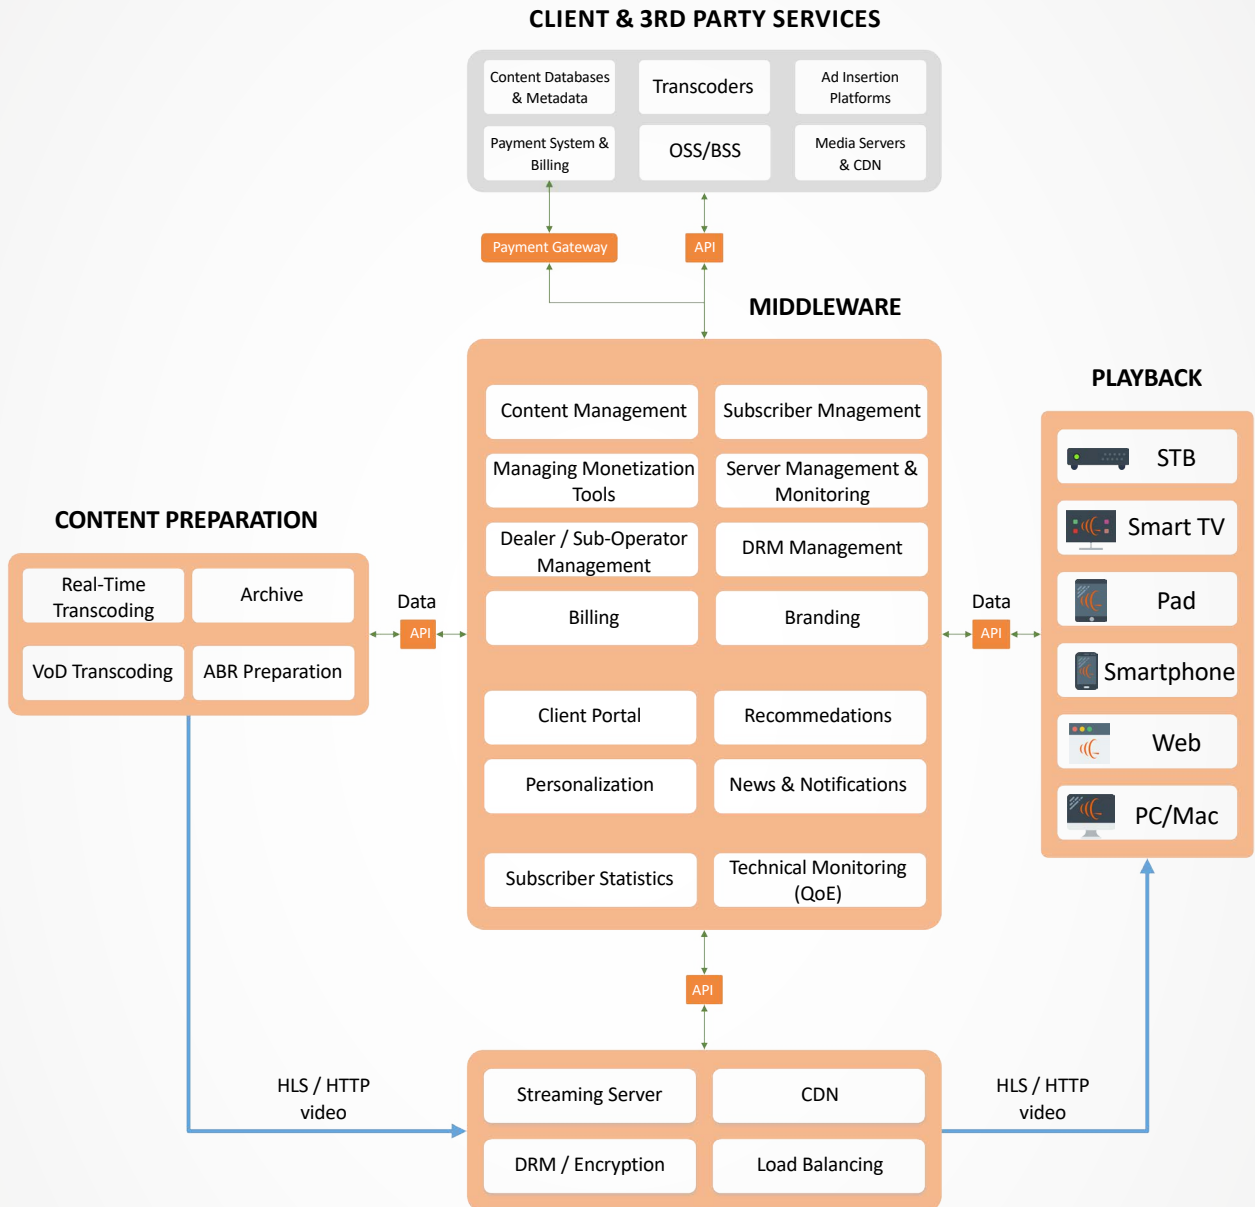 CLIENT & 3RD PARTY SERVICES
Content Databases
& Metadata
Transcoders
Ad Insertion
Platforms
Payment System &
Billing
OSS/BSS
Media Servers
& CDN
Payment Gateway
API
MIDDLEWARE
Content Management
Subscriber Mnagement
Managing Monetization
Tools
Server Management &
Monitoring
Dealer / Sub-Operator
Management
DRM Management
Billing
Branding
Client Portal
Recommedations
Personalization
News & Notifications
Subscriber Statistics
Technical Monitoring
(QoE)
CONTENT PREPARATION
Real-Time
Transcoding
Archive
VoD Transcoding
ABR Preparation
Data
API
Data
API
PLAYBACK
STB
Smart TV
Pad
Smartphone
Web
PC/Mac
API
HLS / HTTP
video
Streaming Server
CDN
DRM / Encryption
Load Balancing
HLS / HTTP
video